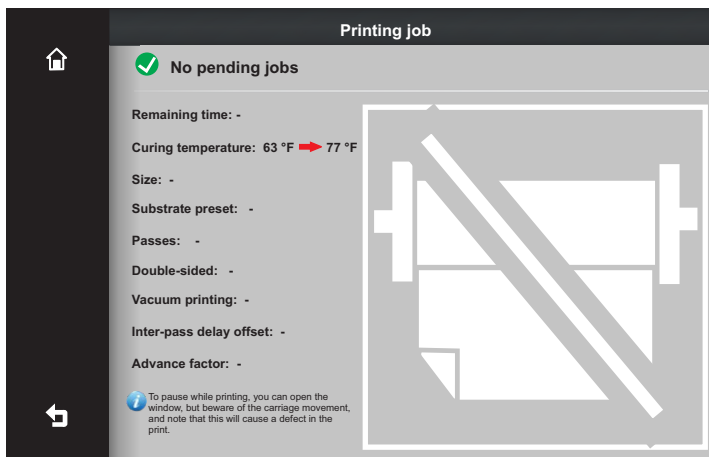 Printing job
No pending jobs
Remaining time: -
Curing temperature: 63 °F 77 °F
Size: -
Substrate preset: -
Passes: -
Double-sided: -
Vacuum printing: -
Inter-pass delay offset: -
Advance factor: -
To pause while printing, you can open the
window, but beware of the carriage movement,
and note that this will cause a defect in the
print.